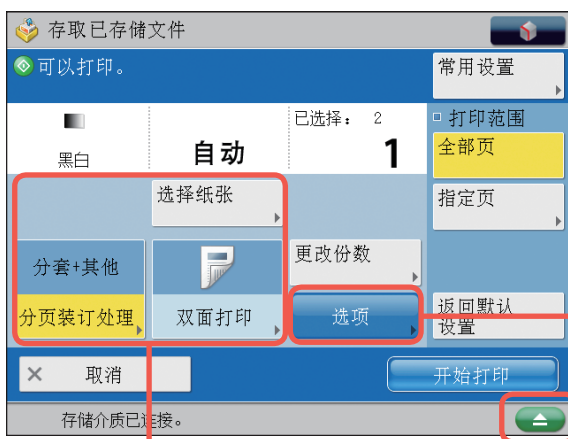 存取已存储文件
可以打印。
常用设置
已选择： 2
打印范围
黑白
自动
1
全部页
选择纸张
指定页
分套+其他
更改份数
分页装订处理
双面打印
选项
返回默认
设置
× 取消
开始打印
存储介质已连接。